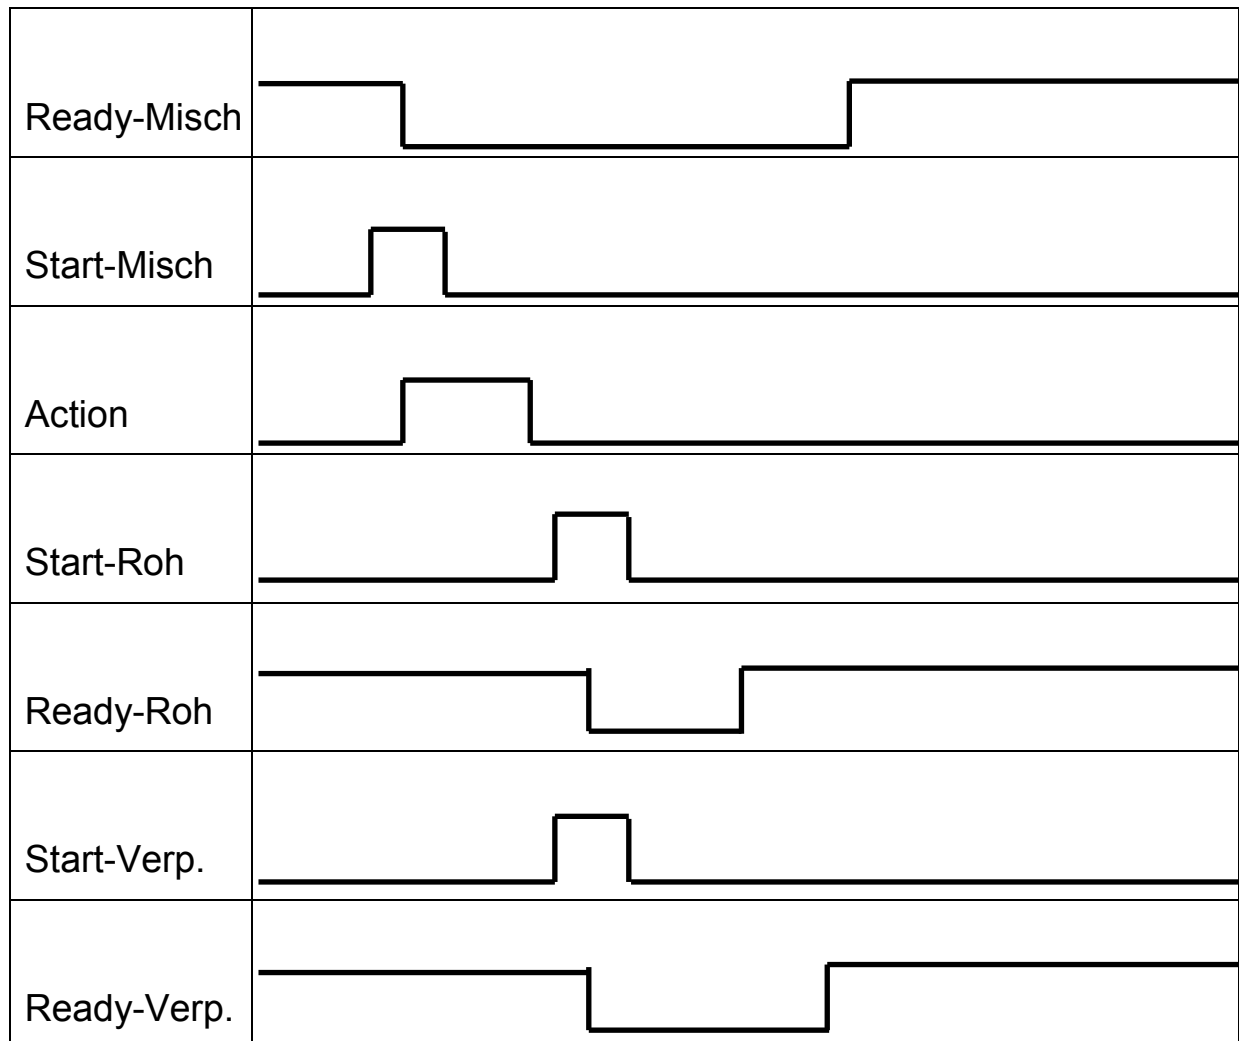 Ready-Misch
Start-Misch
Action
Start-Roh
Ready-Roh
Start-Verp.
Ready-Verp.